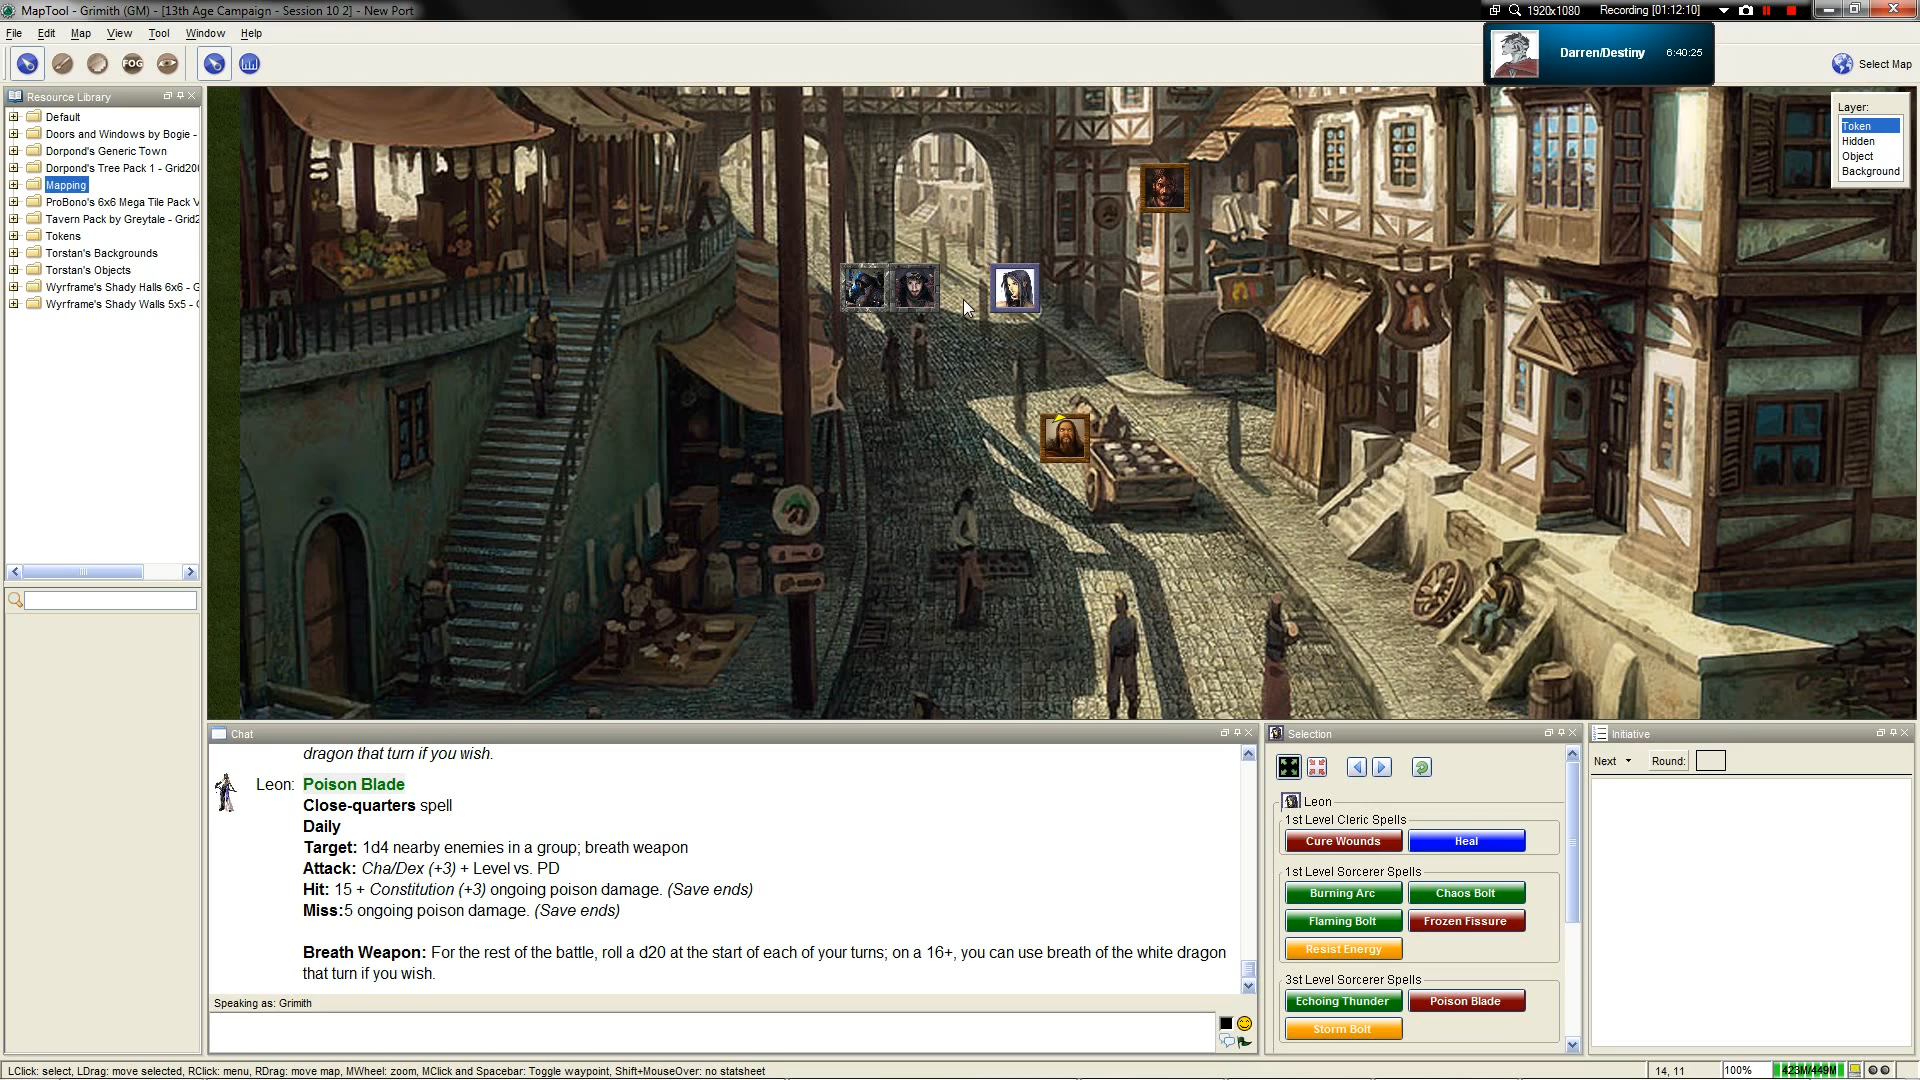 MapTool - Grimith (GM) - [13th Age Campaign - Session 10 2] - New Port
1920x1080
Recording [01:12:10]
File Edit Map View Tool Window Help
Darren/Destiny 6:40:25
FOG
Select Map
Resource Library
Default
Doors and Windows by Bogie -
Dorpond's Generic Town
Dorpond's Tree Pack 1 - Grid200
Mapping
ProBono's 6x6 Mega Tile Pack V
Tavern Pack by Greytale - Grid2
Tokens
Torstan's Backgrounds
Torstan's Objects
Wyrframe's Shady Halls 6x6 - G
Wyrframe's Shady Walls 5x5 - G
Layer:
Token
Hidden
Object
Background
Chat
dragon that turn if you wish.
Leon: Poison Blade
Close-quarters spell
Daily
Target: 1d4 nearby enemies in a group; breath weapon
Attack: Cha/Dex (+3) + Level vs. PD
Hit: 15 + Constitution (+3) ongoing poison damage. (Save ends)
Miss:5 ongoing poison damage. (Save ends)
Breath Weapon: For the rest of the battle, roll a d20 at the start of each of your turns; on a 16+, you can use breath of the white dragon
that turn if you wish.
Speaking as: Grimith
Selection
Leon
1st Level Cleric Spells
Cure Wounds Heal
1st Level Sorcerer Spells
Burning Arc Chaos Bolt
Flaming Bolt Frozen Fissure
Resist Energy
3st Level Sorcerer Spells
Echoing Thunder Poison Blade
Storm Bolt
Initiative
Next Round:
LClick: select, LDrag: move selected, RClick: menu, RDrag: move map, MWheel: zoom, MClick and Spacebar: Toggle waypoint, Shift+MouseOver: no statsheet
14, 11
100%
423M/449M